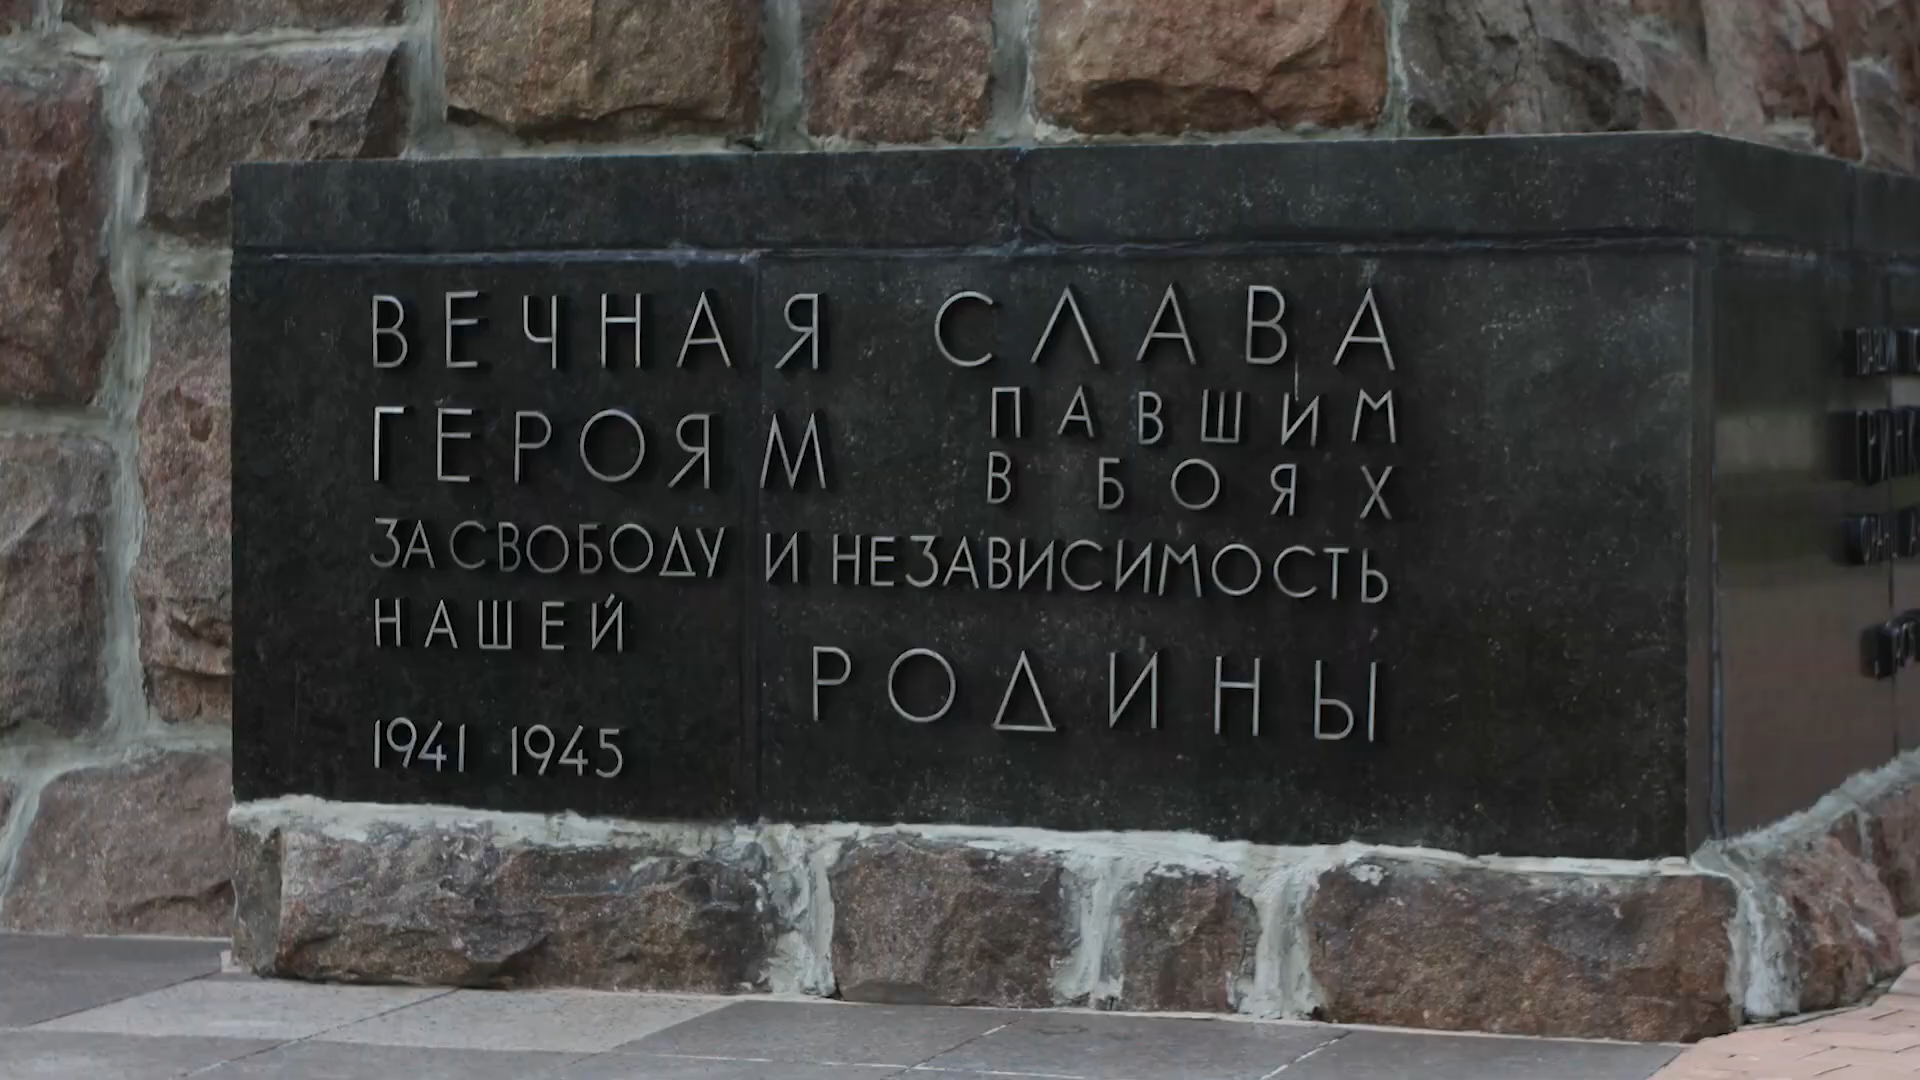 ВЕЧНАЯ СЛАВА
ГЕРОЯМ ПАВШИМ
В БОЯХ
ЗА СВОБОДУ И НЕЗАВИСИМОСТЬ
НАШЕЙ
РОДИНЫ
1941 1945